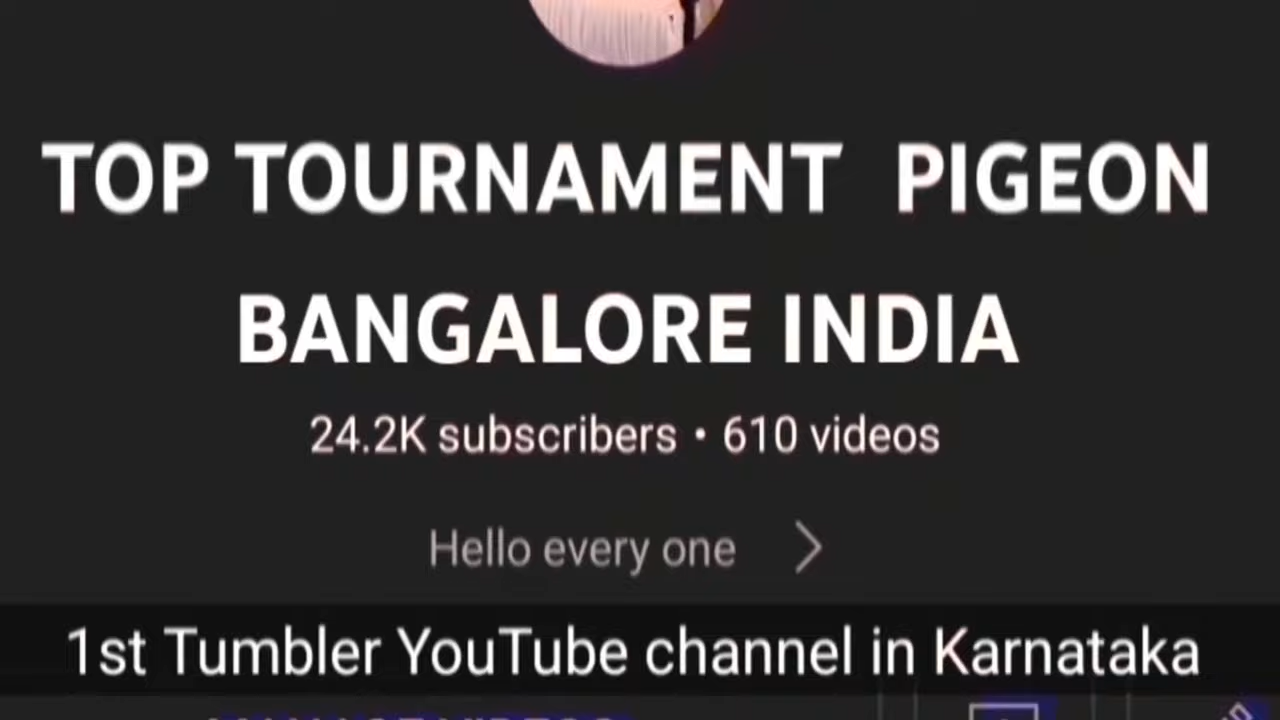 TOP TOURNAMENT PIGEON
BANGALORE INDIA
24.2K subscribers • 610 videos
Hello every one
1st Tumbler YouTube channel in Karnataka